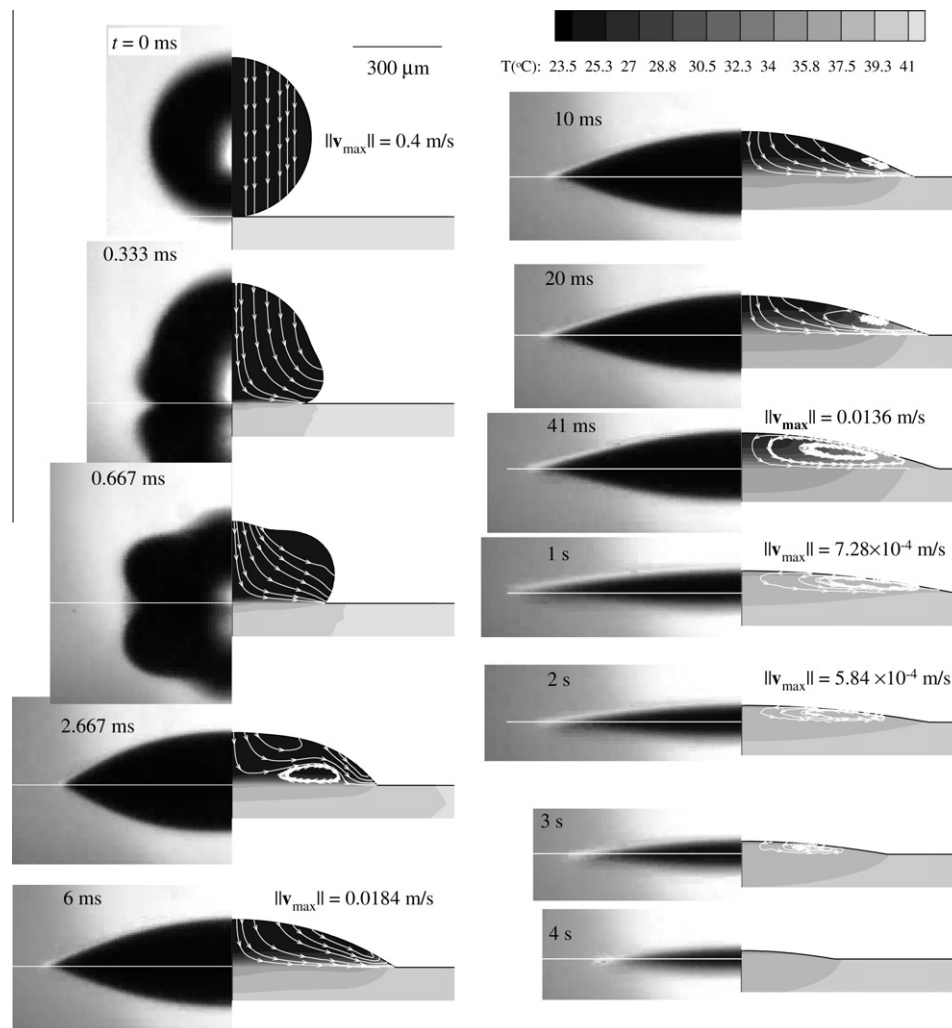 t = 0 ms
300 μm
||v_max|| = 0.4 m/s
0.333 ms
0.667 ms
2.667 ms
6 ms
||v_max|| = 0.0184 m/s
T(°C): 23.5 25.3 27 28.8 30.5 32.3 34 35.8 37.5 39.3 41
10 ms
20 ms
41 ms
||v_max|| = 0.0136 m/s
1 s
||v_max|| = 7.28×10⁻⁴ m/s
2 s
||v_max|| = 5.84 ×10⁻⁴ m/s
3 s
4 s